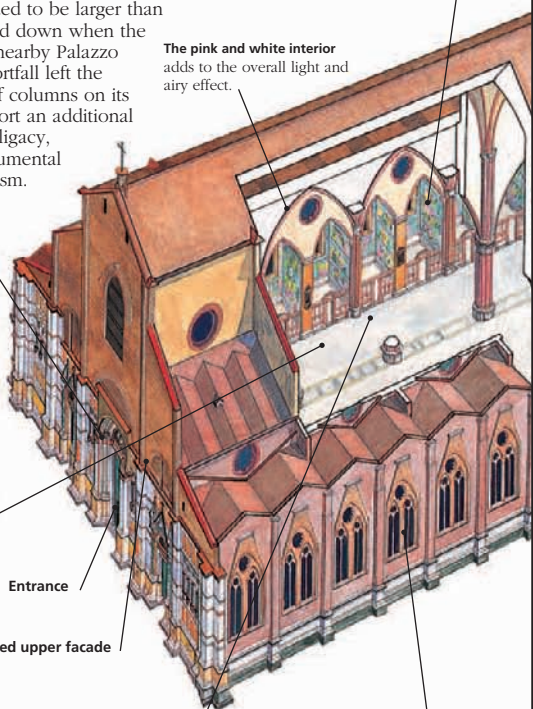 ed to be larger than
d down when the
nearby Palazzo
ortfall left the
f columns on its
ort an additional
ligacy,
umental
sm.
The pink and white interior
adds to the overall light and
airy effect.
Entrance
ed upper facade